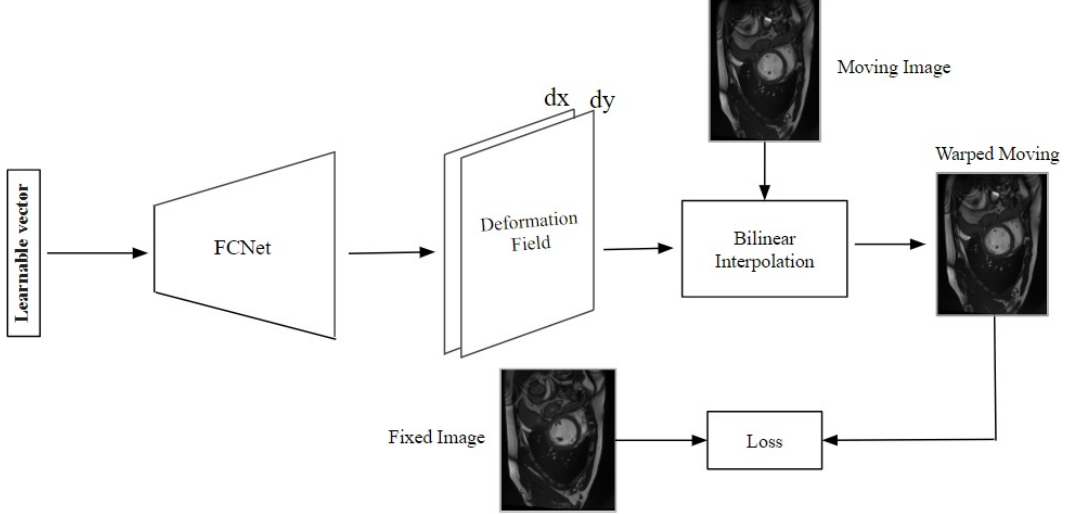 Moving Image
dx dy
Warped Moving
Learnable vector
FCNet
Deformation
Field
Bilinear
Interpolation
Fixed Image
Loss